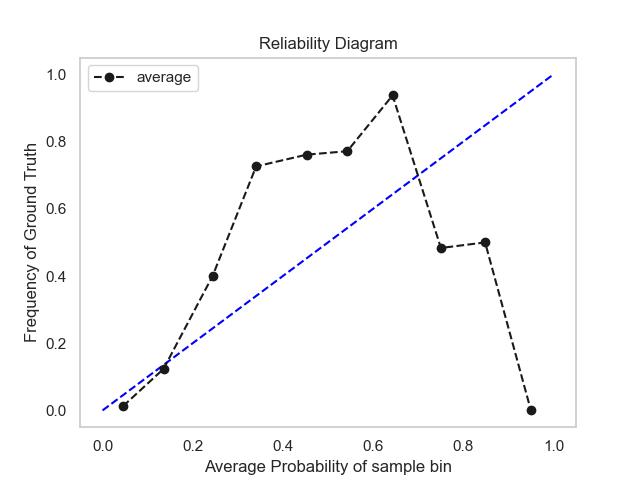 Reliability Diagram
average
1.0
0.8
0.6
0.4
0.2
0.0
Frequency of Ground Truth
0.0 0.2 0.4 0.6 0.8 1.0
Average Probability of sample bin